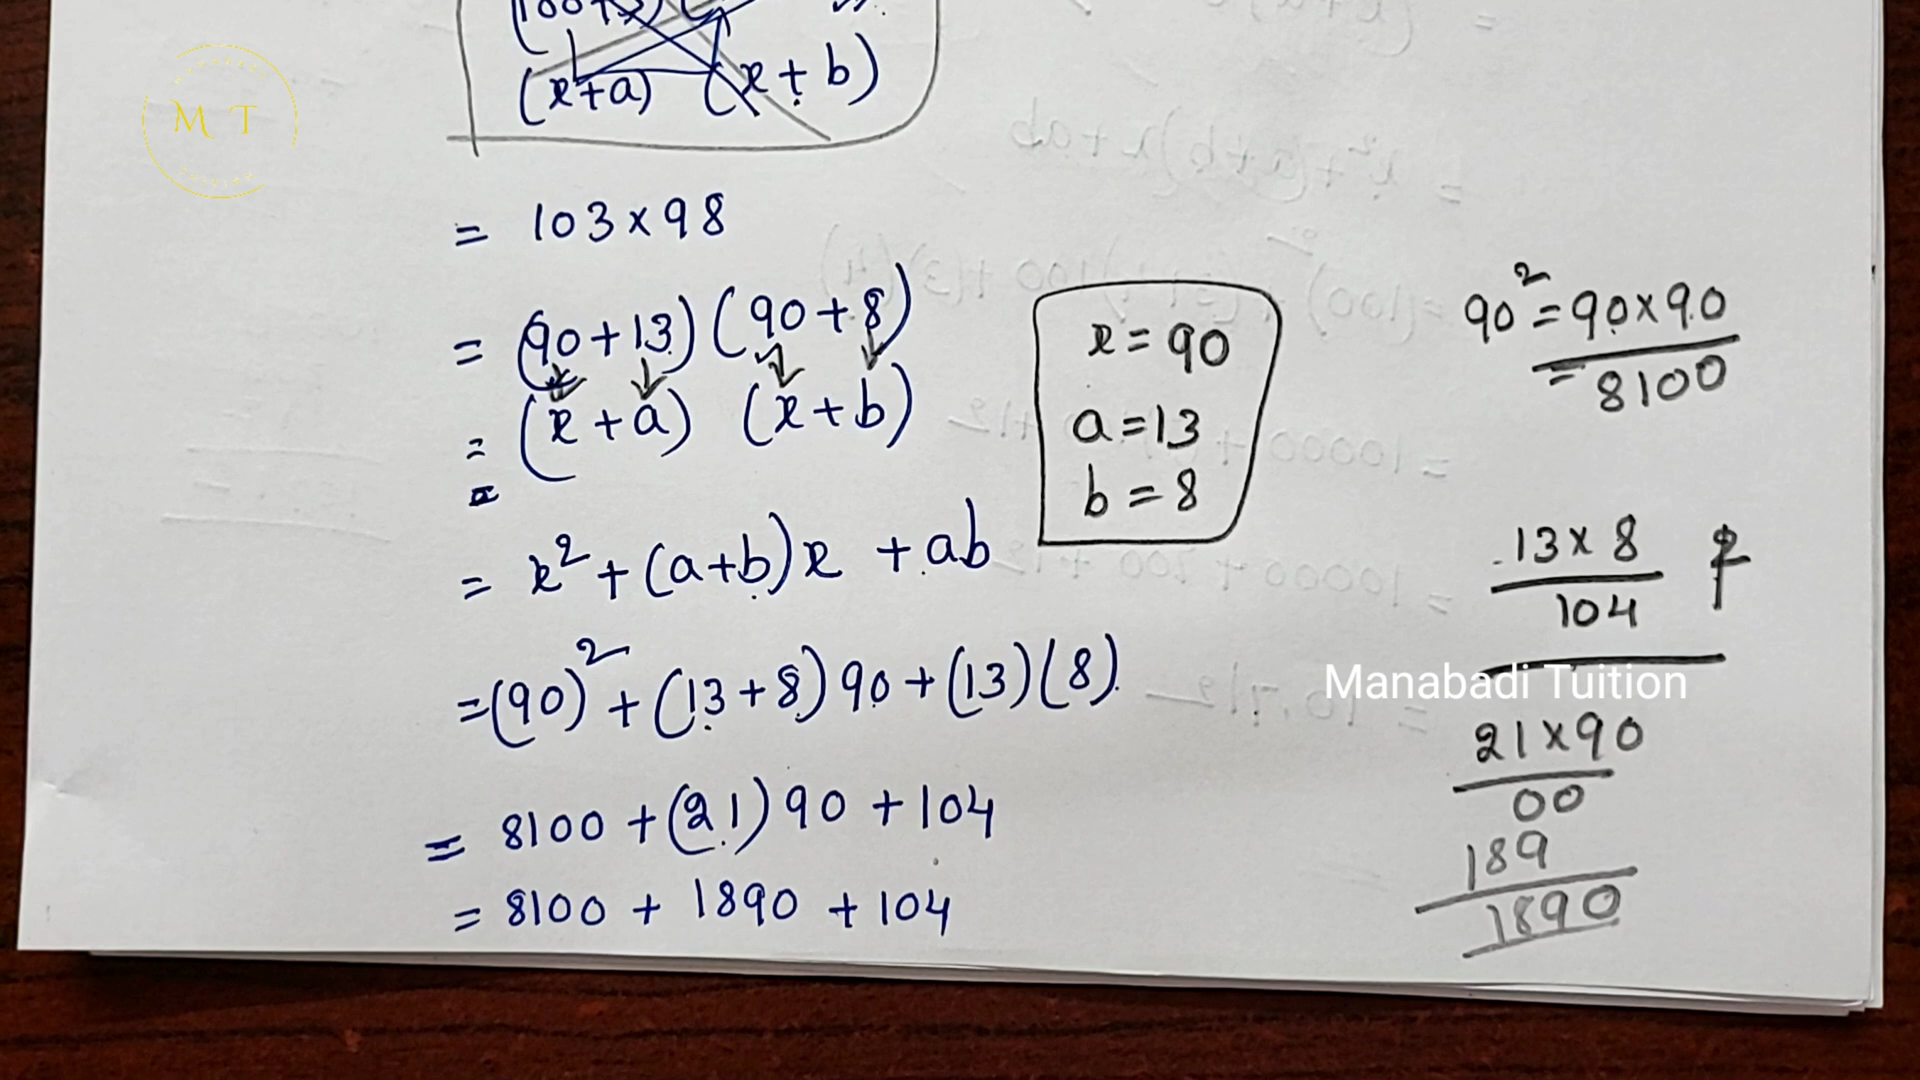 M T
(x+a) (x+b)
= 103×98
= (90+13)(90+8)
= (x+a) (x+b)
=
= x²+(a+b)x +ab
=(90)²+(13+8)90+(13)(8)
= 8100+(21)90+104
= 8100+1890+104
x=90
a=13
b=8
90²=90×90
=8100
13×8
104
Manabadi Tuition
21×90
00
189
1890